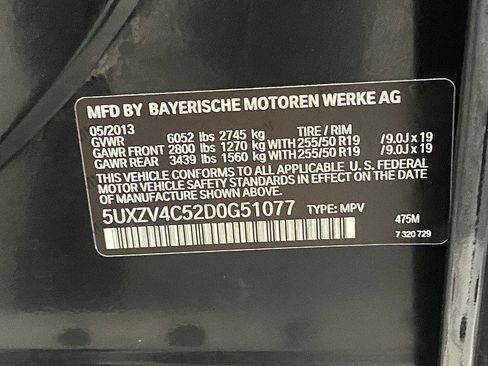 MFD BY BAYERISCHE MOTOREN WERKE AG
05/2013
GVWR 6052 lbs 2745 kg TIRE / RIM
GAWR FRONT 2800 lbs 1270 kg WITH 255/50 R19 /9.0J x 19
GAWR REAR 3439 lbs 1560 kg WITH 255/50 R19 /9.0J x 19
THIS VEHICLE CONFORMS TO ALL APPLICABLE U.S. FEDERAL
MOTOR VEHICLE SAFETY STANDARDS IN EFFECT ON THE DATE
OF MANUFACTURE SHOWN ABOVE.
5UXZV4C52D0G51077 TYPE: MPV
475M
7 320 729